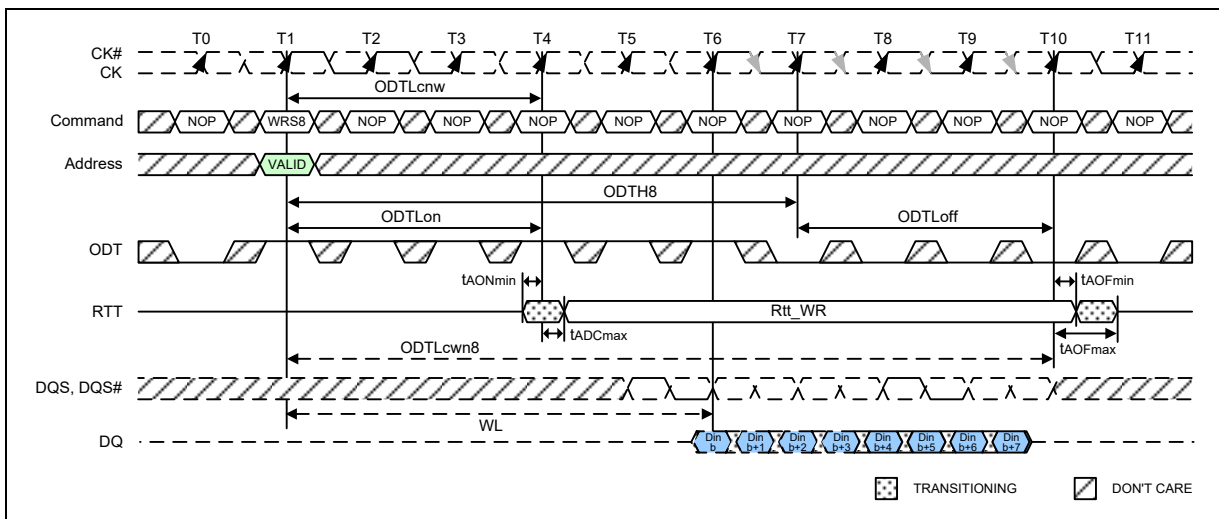 T0 T1 T2 T3 T4 T5 T6 T7 T8 T9 T10 T11
CK#
CK
ODTLcnw
Command NOP WRS8 NOP NOP NOP NOP NOP NOP NOP NOP NOP NOP
Address VALID
ODTH8
ODTLon ODTLoff
ODT
tAONmin tAOFmin
RTT Rtt_WR
tADCmax
ODTLcwn8 tAOFmax
DQS, DQS#
WL
DQ Din b Din b+1 Din b+2 Din b+3 Din b+4 Din b+5 Din b+6 Din b+7
TRANSITIONING DON'T CARE